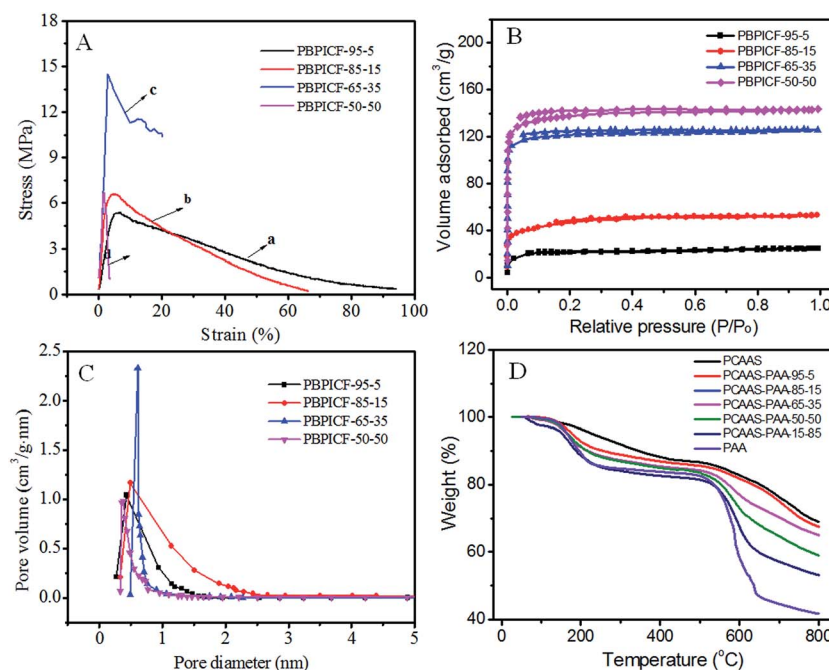 A
PBPICF-95-5
PBPICF-85-15
PBPICF-65-35
PBPICF-50-50
c
b
a
d
18
15
12
9
6
3
0
Stress (MPa)
0 20 40 60 80 100
Strain (%)
B
PBPICF-95-5
PBPICF-85-15
PBPICF-65-35
PBPICF-50-50
200
160
120
80
40
0
Volume adsorbed (cm³/g)
0.0 0.2 0.4 0.6 0.8 1.0
Relative pressure (P/P₀)
C
PBPICF-95-5
PBPICF-85-15
PBPICF-65-35
PBPICF-50-50
2.5
2.0
1.5
1.0
0.5
0.0
Pore volume (cm³/g·nm)
0 1 2 3 4 5
Pore diameter (nm)
D
PCAAS
PCAAS-PAA-95-5
PCAAS-PAA-85-15
PCAAS-PAA-65-35
PCAAS-PAA-50-50
PCAAS-PAA-15-85
PAA
120
100
80
60
40
Weight (%)
0 200 400 600 800
Temperature (°C)